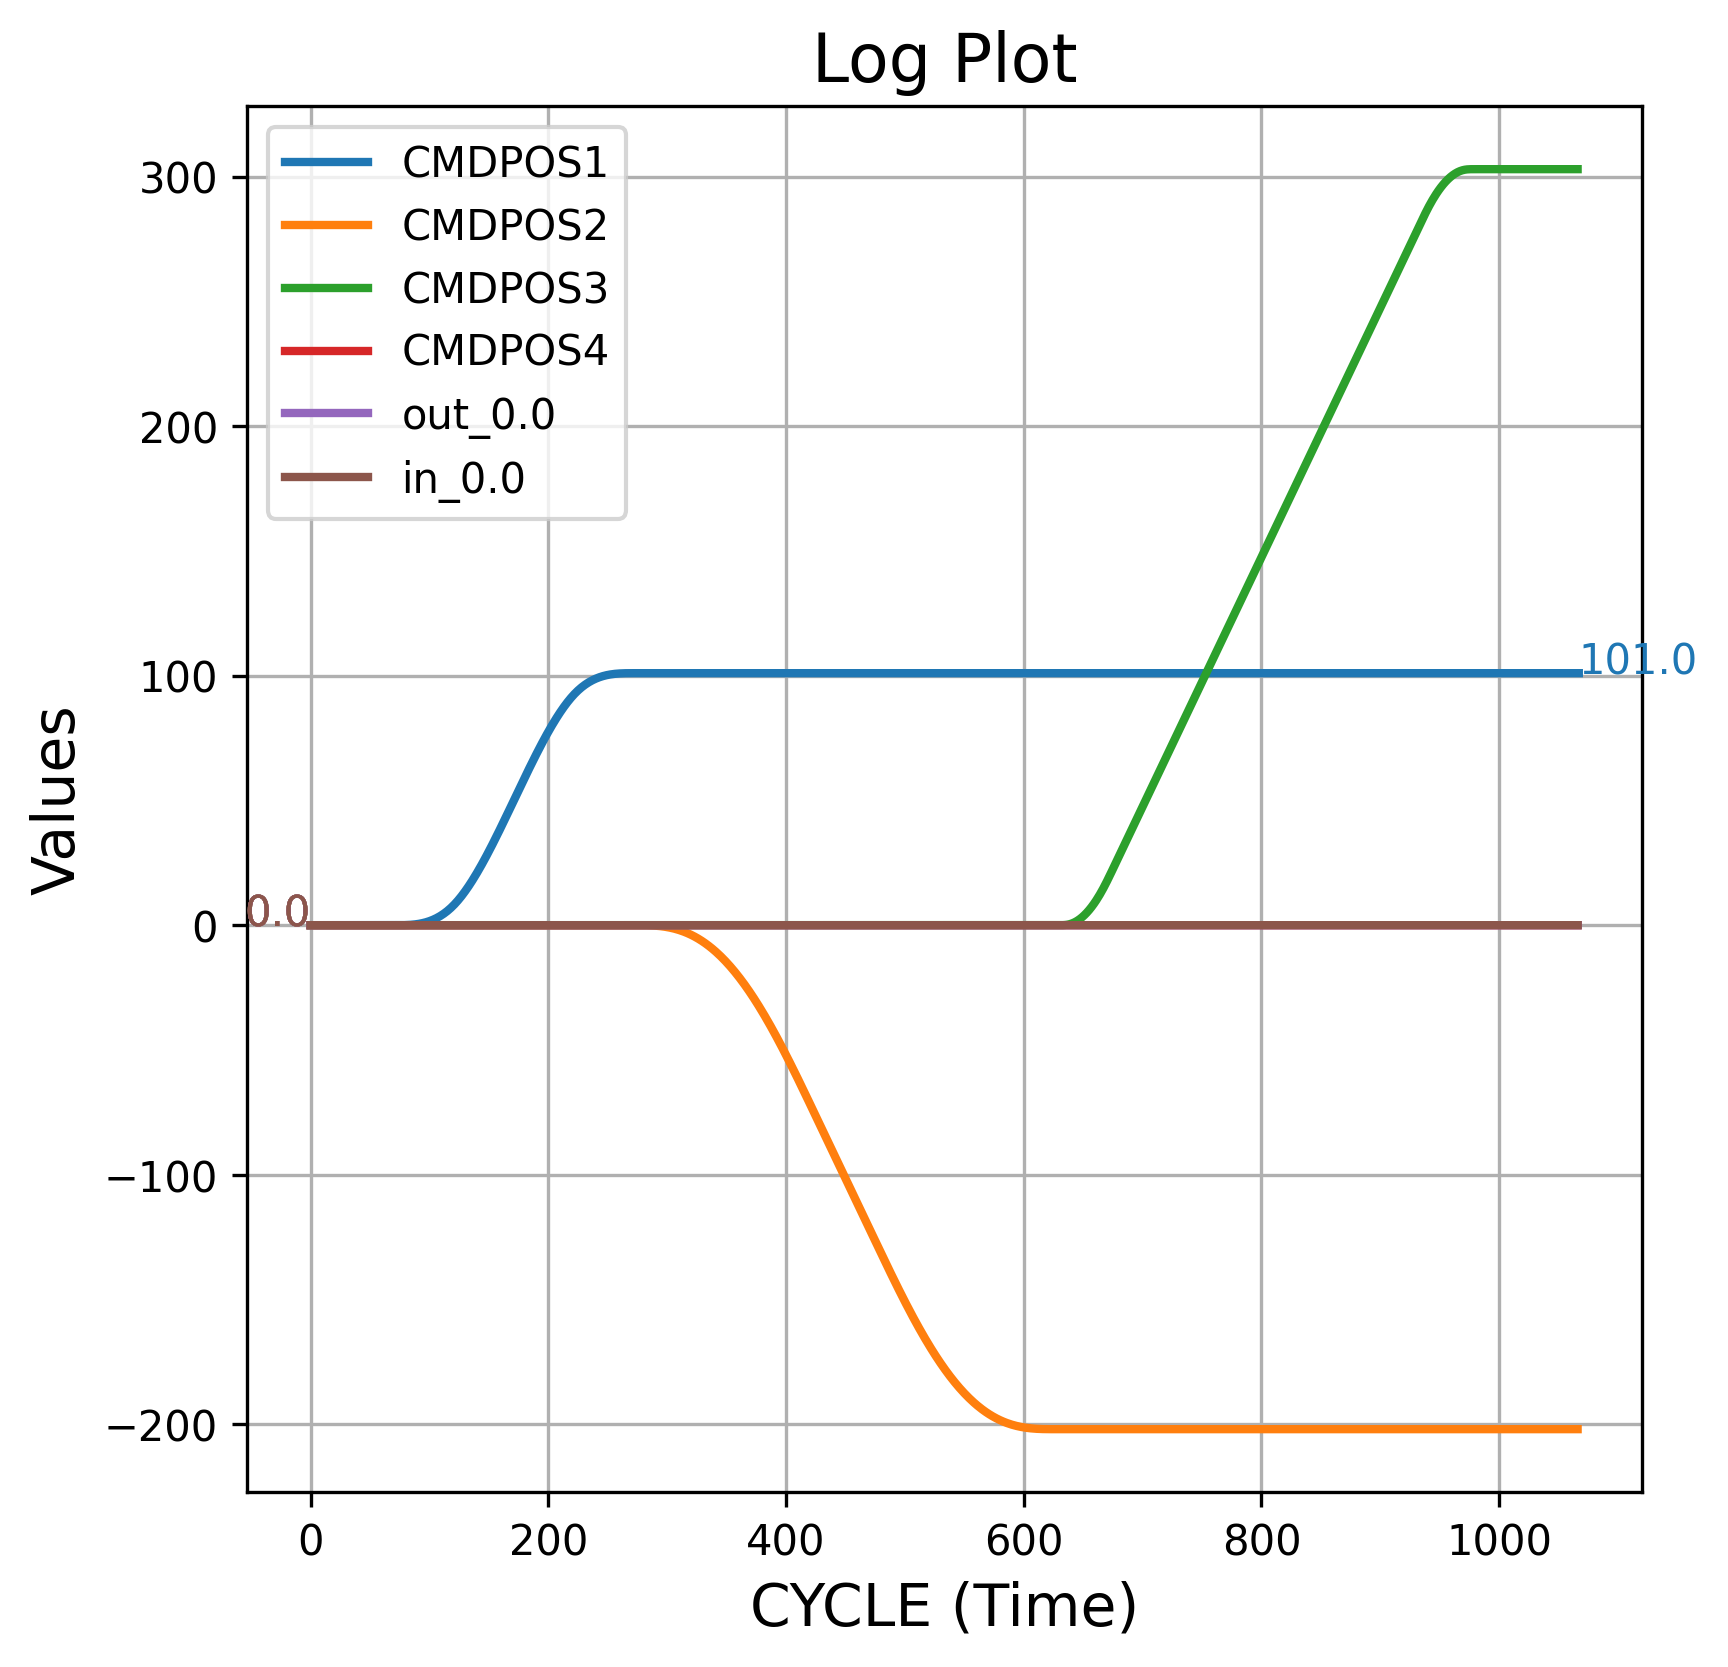 Log Plot
CMDPOS1
CMDPOS2
CMDPOS3
CMDPOS4
out_0.0
in_0.0
300
200
100
0
−100
−200
101.0
0.0
Values
0 200 400 600 800 1000
CYCLE (Time)